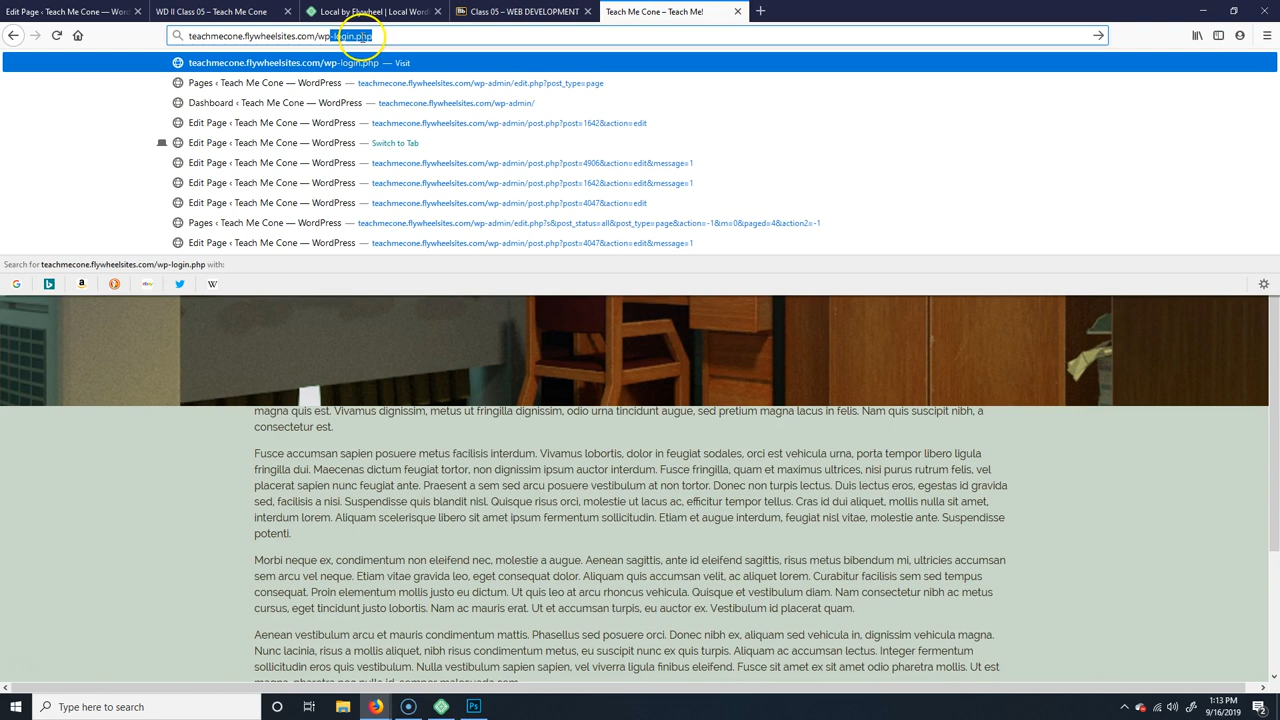 Edit Page ‹ Teach Me Cone — Word
WD II Class 05 – Teach Me Cone
Local by Flywheel | Local Word
Class 05 – WEB DEVELOPMENT
Teach Me Cone – Teach Me!
teachmecone.flywheelsites.com/wp-login.php
teachmecone.flywheelsites.com/wp-login.php — Visit
Pages ‹ Teach Me Cone — WordPress — teachmecone.flywheelsites.com/wp-admin/edit.php?post_type=page
Dashboard ‹ Teach Me Cone — WordPress — teachmecone.flywheelsites.com/wp-admin/
Edit Page ‹ Teach Me Cone — WordPress — teachmecone.flywheelsites.com/wp-admin/post.php?post=1642&action=edit
Edit Page ‹ Teach Me Cone — WordPress — Switch to Tab
Edit Page ‹ Teach Me Cone — WordPress — teachmecone.flywheelsites.com/wp-admin/post.php?post=4906&action=edit&message=1
Edit Page ‹ Teach Me Cone — WordPress — teachmecone.flywheelsites.com/wp-admin/post.php?post=1642&action=edit&message=1
Edit Page ‹ Teach Me Cone — WordPress — teachmecone.flywheelsites.com/wp-admin/post.php?post=4047&action=edit
Pages ‹ Teach Me Cone — WordPress — teachmecone.flywheelsites.com/wp-admin/edit.php?s&post_status=all&post_type=page&action=-1&m=0&paged=4&action2=-1
Edit Page ‹ Teach Me Cone — WordPress — teachmecone.flywheelsites.com/wp-admin/post.php?post=4047&action=edit&message=1
Search for teachmecone.flywheelsites.com/wp-login.php with:
magna quis est. Vivamus dignissim, metus ut fringilla dignissim, odio urna tincidunt augue, sed pretium magna lacus in felis. Nam quis suscipit nibh, a
consectetur est.
Fusce accumsan sapien posuere metus facilisis interdum. Vivamus lobortis, dolor in feugiat sodales, orci est vehicula urna, porta tempor libero ligula
fringilla dui. Maecenas dictum feugiat tortor, non dignissim ipsum auctor interdum. Fusce fringilla, quam et maximus ultrices, nisi purus rutrum felis, vel
placerat sapien nunc feugiat ante. Praesent a sem sed arcu posuere vestibulum at non tortor. Donec non turpis lectus. Duis lectus eros, egestas id gravida
sed, facilisis a nisi. Suspendisse quis blandit nisl. Quisque risus orci, molestie ut lacus ac, efficitur tempor tellus. Cras id dui aliquet, mollis nulla sit amet,
interdum lorem. Aliquam scelerisque libero sit amet ipsum fermentum sollicitudin. Etiam et augue interdum, feugiat nisl vitae, molestie ante. Suspendisse
potenti.
Morbi neque ex, condimentum non eleifend nec, molestie a augue. Aenean sagittis, ante id eleifend sagittis, risus metus bibendum mi, ultricies accumsan
sem arcu vel neque. Etiam vitae gravida leo, eget consequat dolor. Aliquam quis accumsan velit, ac aliquet lorem. Curabitur facilisis sem sed tempus
consequat. Proin elementum mollis justo eu dictum. Ut quis leo at arcu rhoncus vehicula. Quisque et vestibulum diam. Nam consectetur nibh ac metus
cursus, eget tincidunt justo lobortis. Nam ac mauris erat. Ut et accumsan turpis, eu auctor ex. Vestibulum id placerat quam.
Aenean vestibulum arcu et mauris condimentum mattis. Phasellus sed posuere orci. Donec nibh ex, aliquam sed vehicula in, dignissim vehicula magna.
Nunc lacinia, risus a mollis aliquet, nibh risus condimentum metus, eu suscipit nunc ex quis turpis. Aliquam ac lectus. Integer fermentum
sollicitudin eros quis vestibulum. Nulla vestibulum sapien sapien, vel viverra ligula finibus eleifend. Fusce sit amet ex sit amet odio pharetra mollis. Ut est
Type here to search
1:13 PM
9/16/2019